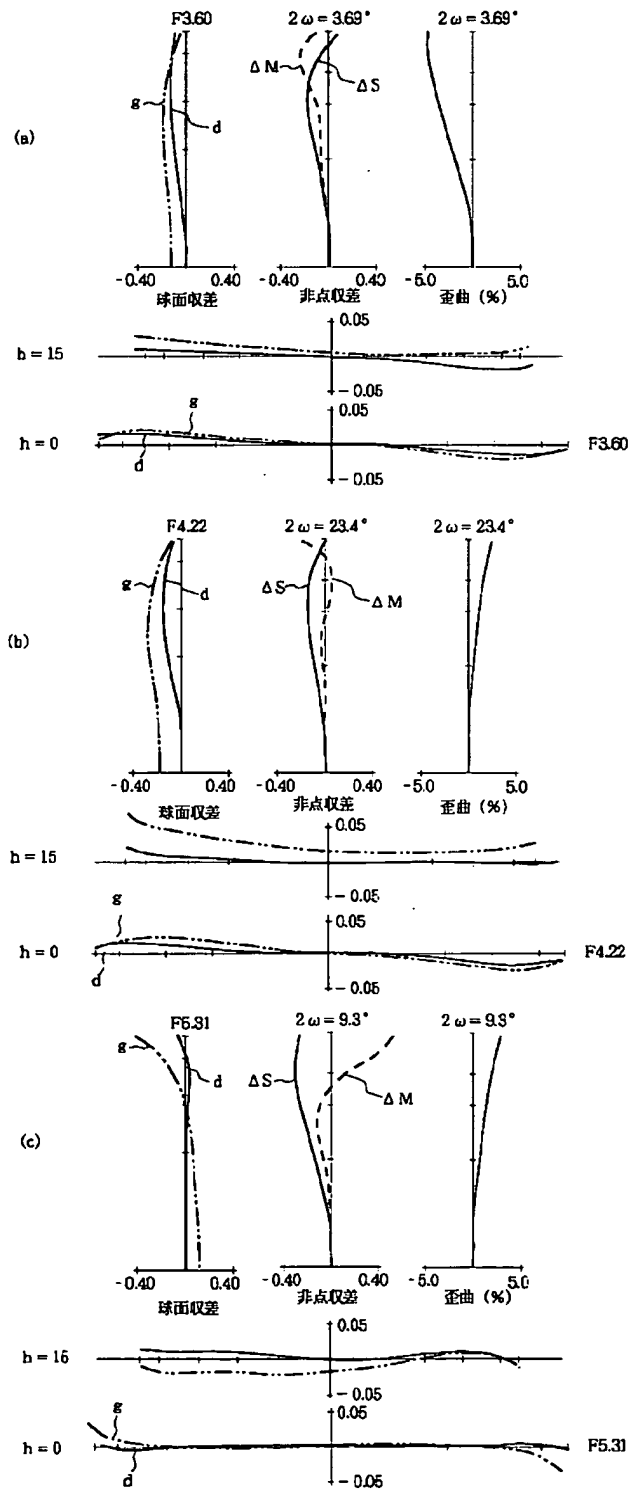 F3.60 2ω=3.69° 2ω=3.69°
ΔM ΔS
g d
(a)
-0.40 0.40 -0.40 0.40 -5.0 5.0
球面収差 非点収差 歪曲(%)
0.05
h=15
-0.05
0.05
g
h=0 F3.60
d
-0.05
F4.22 2ω=23.4° 2ω=23.4°
g d ΔS ΔM
(b)
-0.40 0.40 -0.40 0.40 5.0
球面収差 非点収差 歪曲(%)
0.05
h=15
-0.05
g 0.05
h=0 F4.22
d
-0.05
F5.31 2ω=9.3° 2ω=9.3°
g d ΔS ΔM
(c)
-0.40 0.40 -0.40 0.40 -5.0 5.0
球面収差 非点収差 歪曲(%)
0.05
h=16
-0.05
g 0.05
h=0 F5.31
d
-0.05